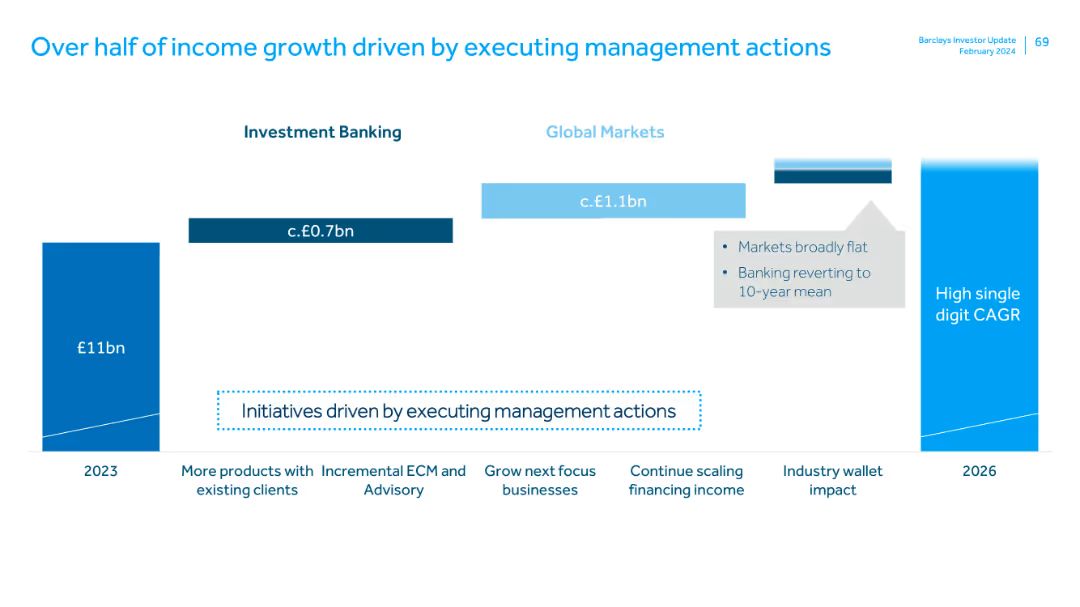 Over half of income growth driven by executing management actions
Barclays Investor Update
February 2024
69
Investment Banking
Global Markets
c.£0.7bn
c.£1.1bn
• Markets broadly flat
• Banking reverting to
10-year mean
£11bn
High single
digit CAGR
Initiatives driven by executing management actions
2023
More products with
existing clients
Incremental ECM and
Advisory
Grow next focus
businesses
Continue scaling
financing income
Industry wallet
impact
2026